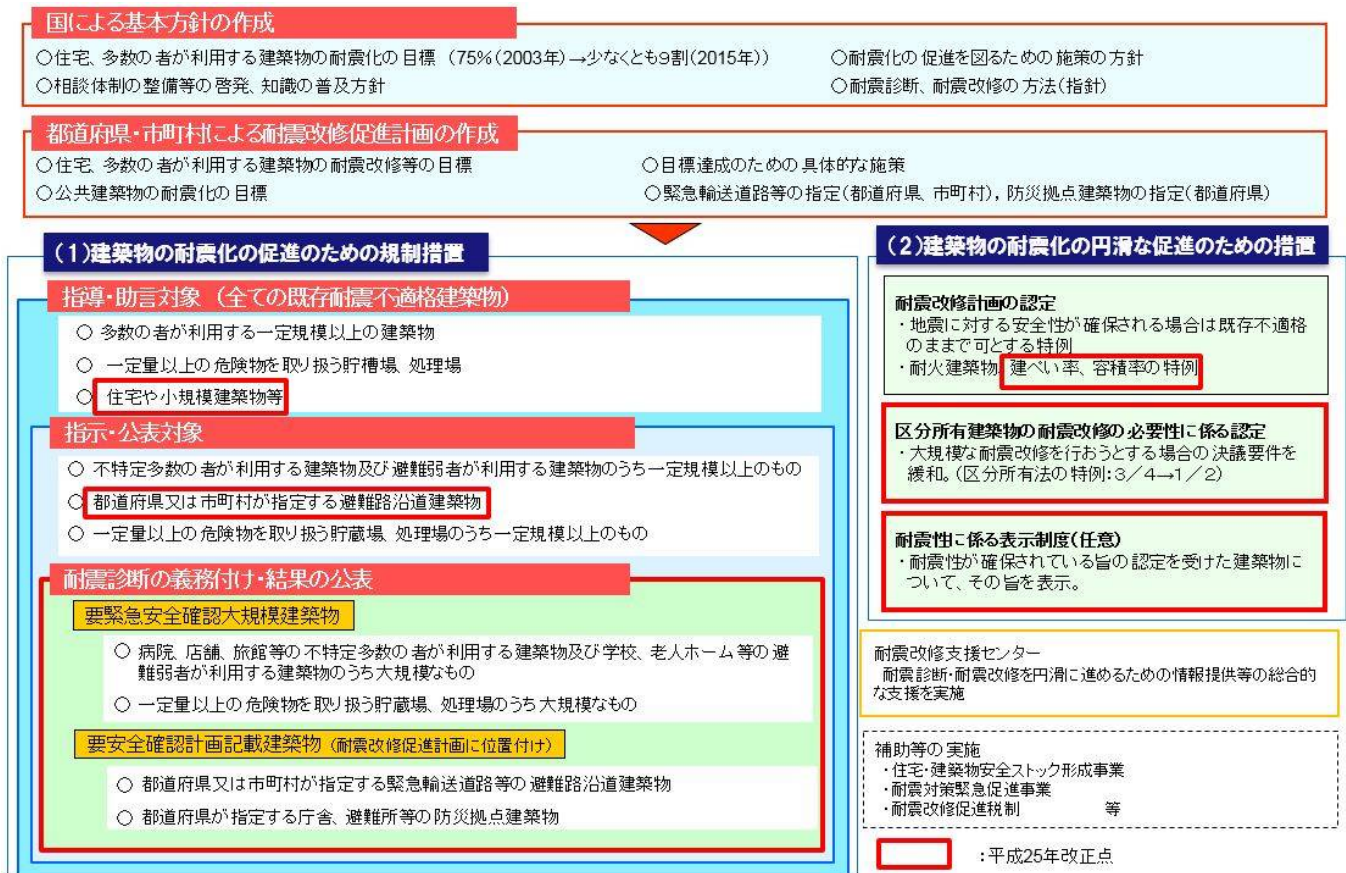 国による基本方針の作成
○住宅、多数の者が利用する建築物の耐震化の目標 (75%(2003年)→少なくとも9割(2015年))
○耐震化の促進を図るための施策の方針
○相談体制の整備等の啓発、知識の普及方針
○耐震診断、耐震改修の方法(指針)
都道府県・市町村による耐震改修促進計画の作成
○住宅、多数の者が利用する建築物の耐震改修等の目標
○目標達成のための具体的な施策
○公共建築物の耐震化の目標
○緊急輸送道路等の指定(都道府県、市町村),防災拠点建築物の指定(都道府県)
(1)建築物の耐震化の促進のための規制措置
指導・助言対象 (全ての既存耐震不適格建築物)
○ 多数の者が利用する一定規模以上の建築物
○ 一定量以上の危険物を取り扱う貯槽場、処理場
○ 住宅や小規模建築物等
指示・公表対象
○ 不特定多数の者が利用する建築物及び避難弱者が利用する建築物のうち一定規模以上のもの
○ 都道府県又は市町村が指定する避難路沿道建築物
○ 一定量以上の危険物を取り扱う貯蔵場、処理場のうち一定規模以上のもの
耐震診断の義務付け・結果の公表
要緊急安全確認大規模建築物
○ 病院、店舗、旅館等の不特定多数の者が利用する建築物及び学校、老人ホーム等の避
難弱者が利用する建築物のうち大規模なもの
○ 一定量以上の危険物を取り扱う貯蔵場、処理場のうち大規模なもの
要安全確認計画記載建築物 (耐震改修促進計画に位置付け)
○ 都道府県又は市町村が指定する緊急輸送道路等の避難路沿道建築物
○ 都道府県が指定する庁舎、避難所等の防災拠点建築物
(2)建築物の耐震化の円滑な促進のための措置
耐震改修計画の認定
・地震に対する安全性が確保される場合は既存不適格
のままで可とする特例
・耐火建築物、建ぺい率、容積率の特例
区分所有建築物の耐震改修の必要性に係る認定
・大規模な耐震改修を行おうとする場合の決議要件を
緩和。(区分所有法の特例:3/4→1/2)
耐震性に係る表示制度(任意)
・耐震性が確保されている旨の認定を受けた建築物に
ついて、その旨を表示。
耐震改修支援センター
耐震診断・耐震改修を円滑に進めるための情報提供等の総合的
な支援を実施
補助等の実施
・住宅・建築物安全ストック形成事業
・耐震対策緊急促進事業
・耐震改修促進税制 等
:平成25年改正点